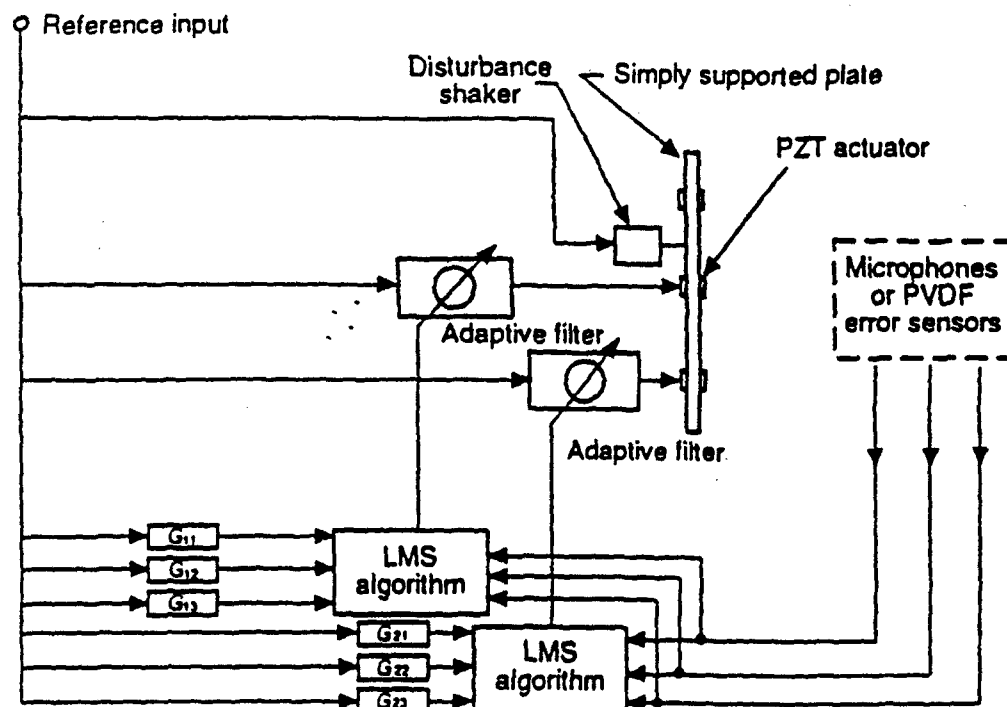 Reference input
Disturbance
shaker
Simply supported plate
PZT actuator
Microphones
or PVDF
error sensors
Adaptive filter
Adaptive filter
G11
G12
G13
LMS
algorithm
G21
G22
G23
LMS
algorithm